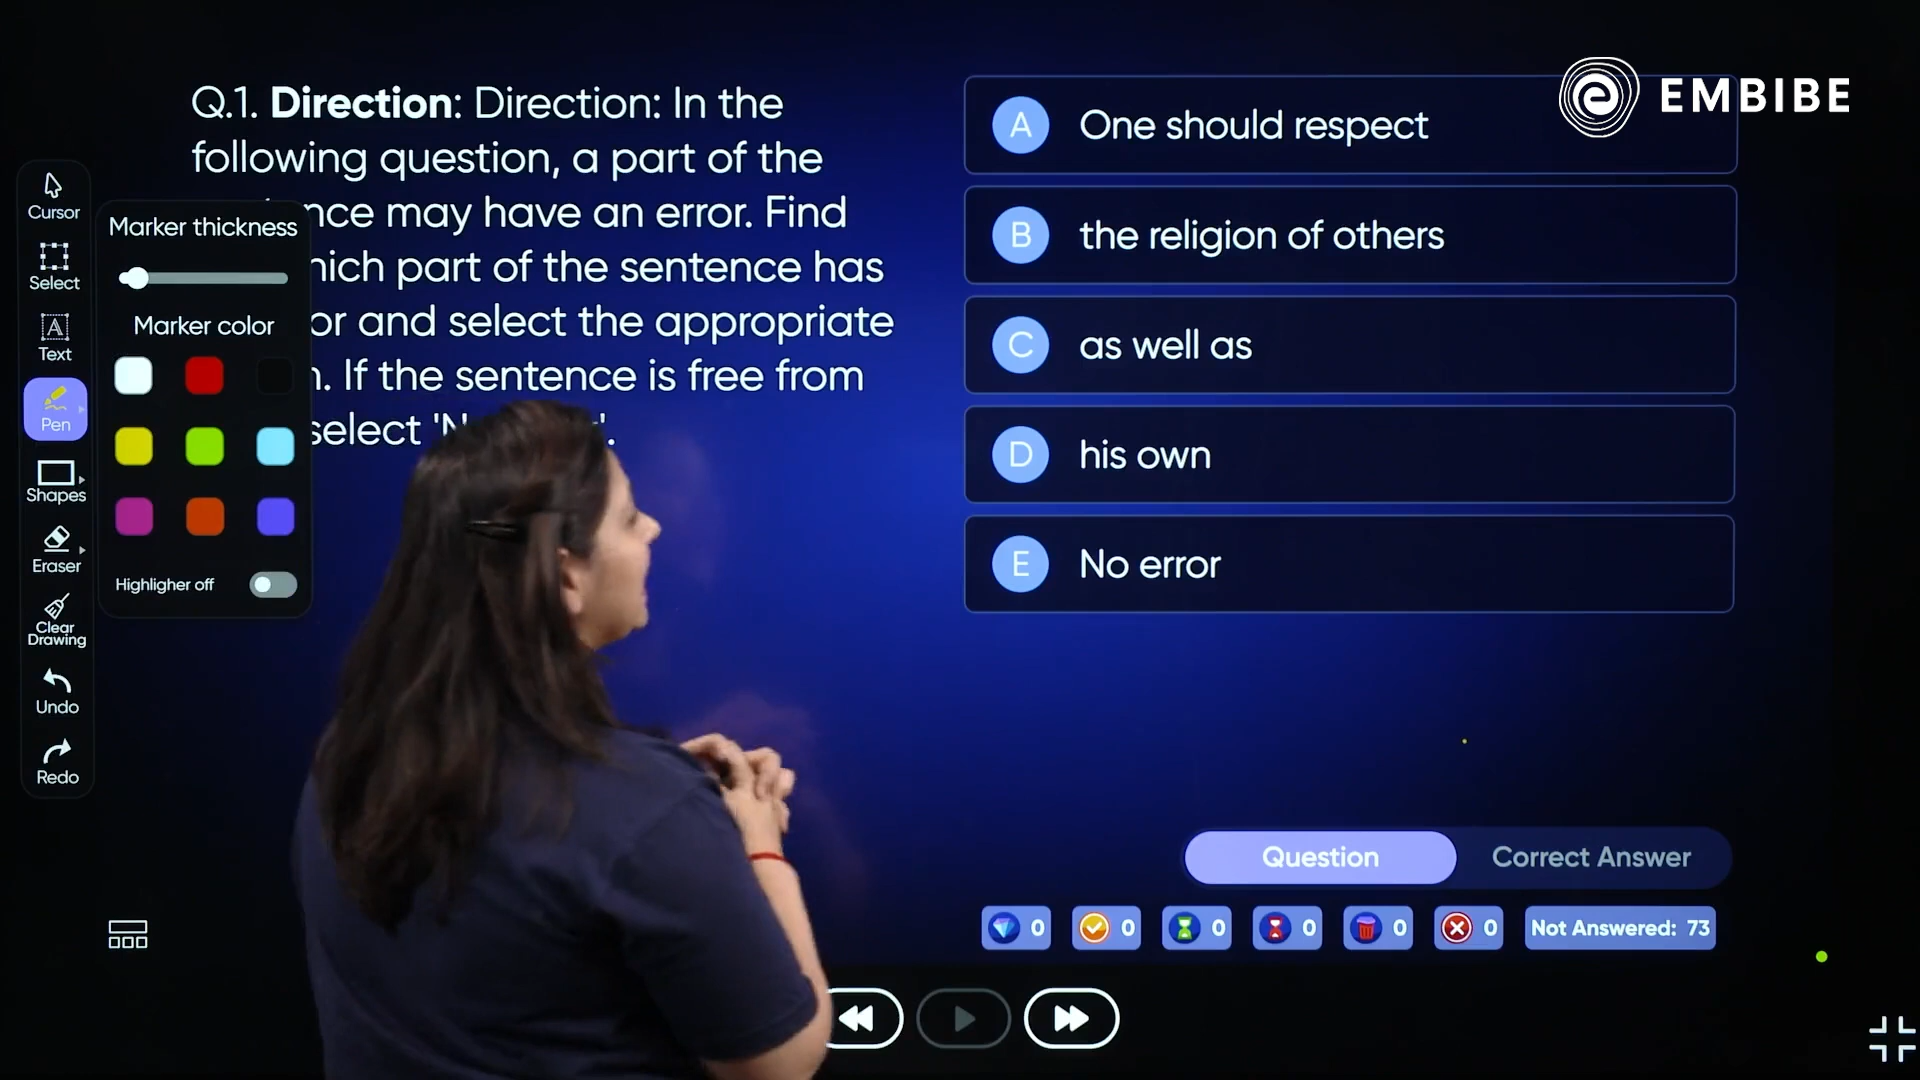 EMBIBE
Q.1. Direction: Direction: In the
following question, a part of the
nce may have an error. Find
hich part of the sentence has
or and select the appropriate
n. If the sentence is free from
select 'N
A One should respect
B the religion of others
C as well as
D his own
E No error
Cursor
Select
Text
Pen
Shapes
Eraser
Clear
Drawing
Undo
Redo
Marker thickness
Marker color
Highligher off
Question Correct Answer
0 0 0 0 0 0 Not Answered: 73